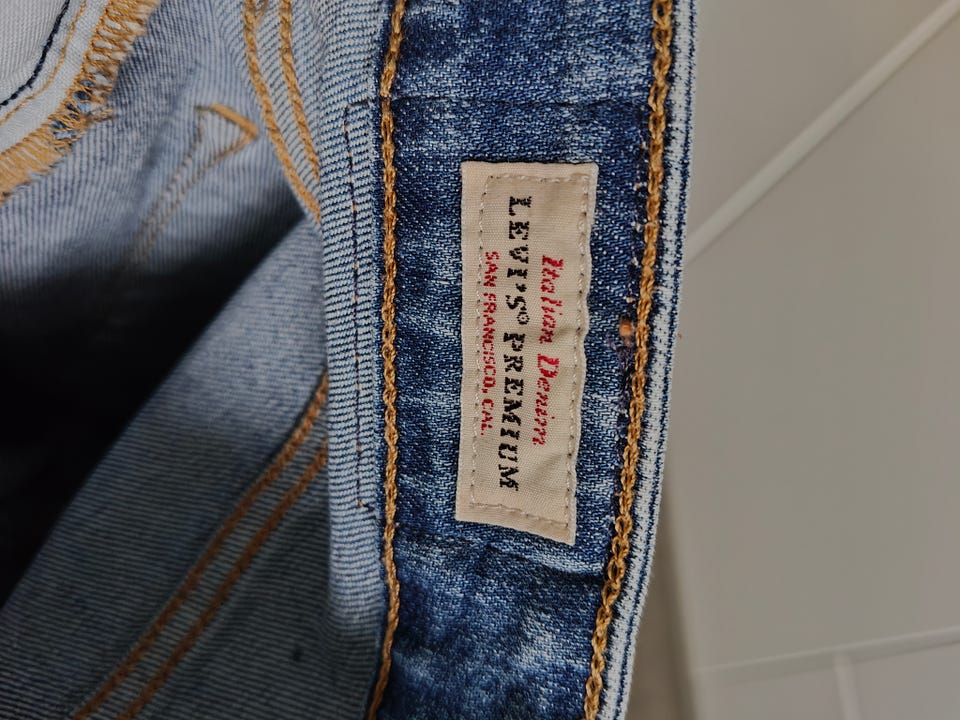 Italian Denim
LEVI'S® PREMIUM
SAN FRANCISCO, CAL.